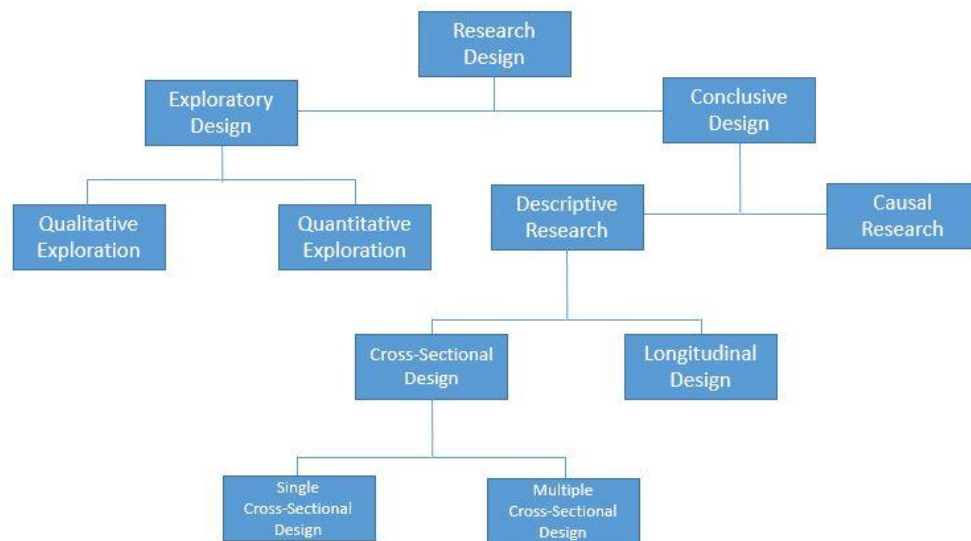 Research
Design
Exploratory
Design
Conclusive
Design
Qualitative
Exploration
Quantitative
Exploration
Descriptive
Research
Causal
Research
Cross-Sectional
Design
Longitudinal
Design
Single
Cross-Sectional
Design
Multiple
Cross-Sectional
Design